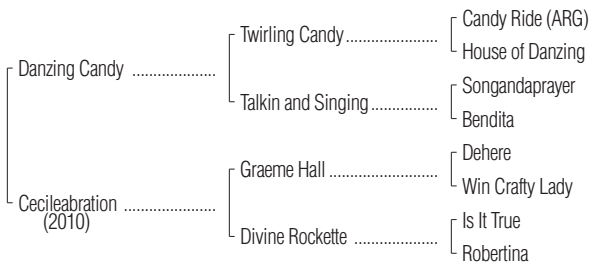 Candy Ride (ARG)
Twirling Candy ..................
House of Danzing
Danzing Candy ..................
Songandaprayer
Talkin and Singing ..................
Bendita
Dehere
Graeme Hall ..................
Win Crafty Lady
Cecileabration ..................
(2010)
Is It True
Divine Rockette ..................
Robertina